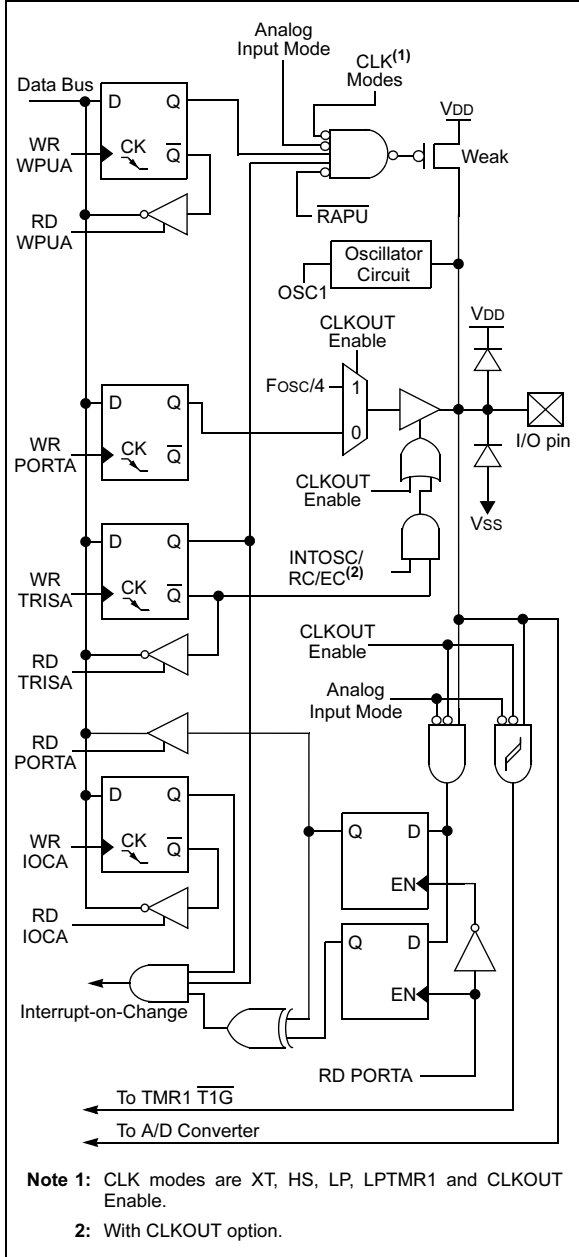 Analog
Input Mode
CLK(1)
Modes
Data Bus
D Q
VDD
WR
WPUA
CK Q̅
Weak
RD
WPUA
R̅A̅P̅U̅
Oscillator
Circuit
OSC1
CLKOUT
Enable
VDD
FOSC/4
1
D Q
0
I/O pin
WR
PORTA
CK Q̅
CLKOUT
Enable
VSS
D Q
INTOSC/
RC/EC(2)
WR
TRISA
CK Q̅
CLKOUT
Enable
RD
TRISA
Analog
Input Mode
RD
PORTA
D Q
Q D
WR
IOCA
CK Q̅
EN
RD
IOCA
Q D
EN
Interrupt-on-Change
RD PORTA
To TMR1 T̅1̅G̅
To A/D Converter
Note 1: CLK modes are XT, HS, LP, LPTMR1 and CLKOUT
Enable.
2: With CLKOUT option.